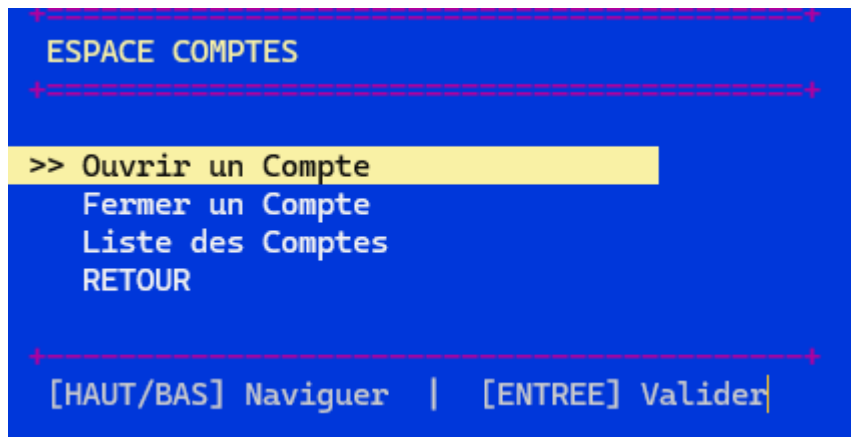 +==========================================+
ESPACE COMPTES
+==========================================+
>> Ouvrir un Compte
Fermer un Compte
Liste des Comptes
RETOUR
+------------------------------------------+
[HAUT/BAS] Naviguer | [ENTREE] Valider